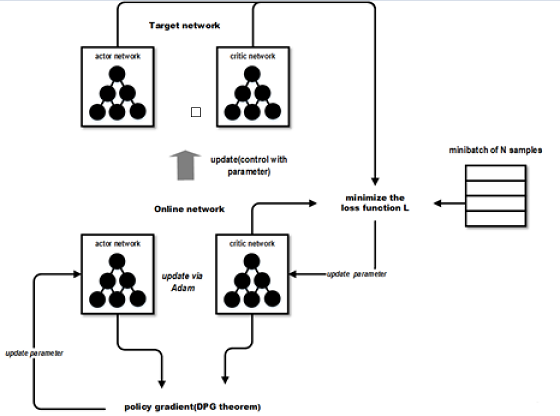 Target network
actor network
critic network
update(control with
parameter)
minibatch of N samples
minimize the
loss function L
Online network
actor network
critic network
update via
Adam
update parameter
update parameter
policy gradient(DPG theorem)